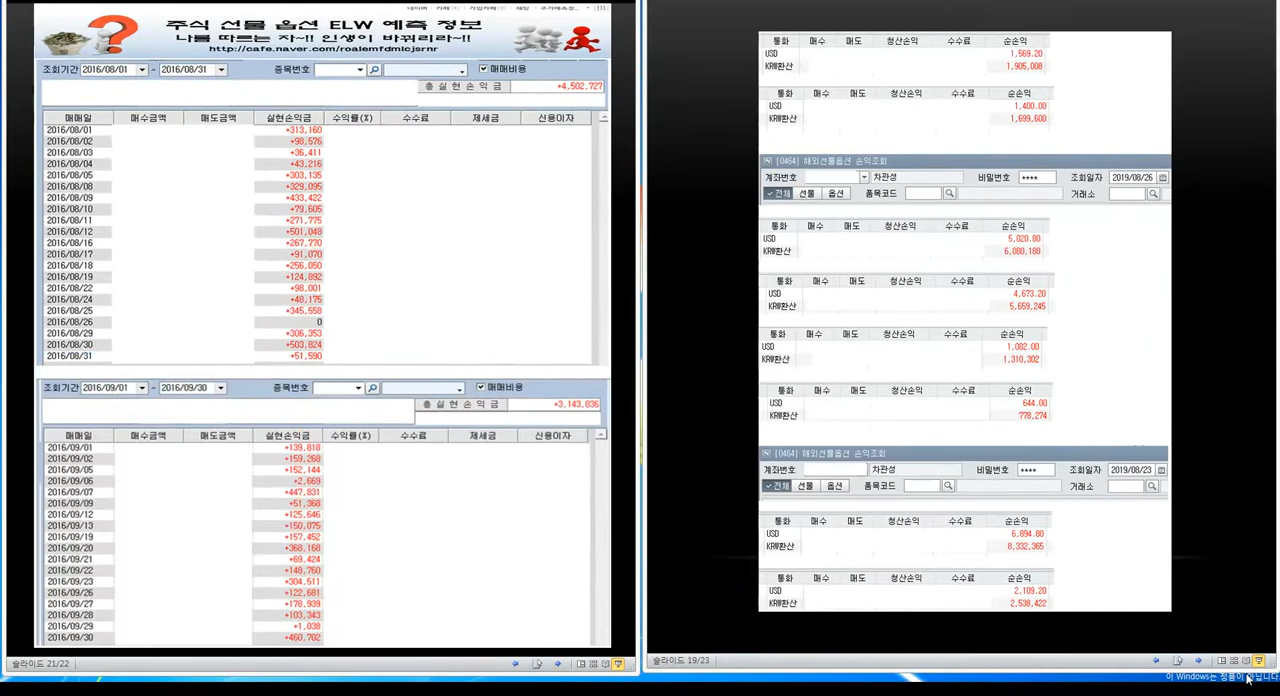 주식 선물 옵션 ELW 예측 정보
나를 따르는 자~!! 인생이 바뀌리라~!!
http://cafe.naver.com/roalemfdmlcjsrnr
조회기간 2016/08/01 ~ 2016/08/31 종목번호 매매비용
총 실 현 손 익 금 +4,502,727
매매일 매수금액 매도금액 실현손익금 수익률(%) 수수료 제세금 신용이자
2016/08/01 +313,160
2016/08/02 +98,576
2016/08/03 +36,411
2016/08/04 +43,216
2016/08/05 +303,135
2016/08/08 +329,095
2016/08/09 +433,422
2016/08/10 +79,605
2016/08/11 +271,775
2016/08/12 +501,048
2016/08/16 +267,770
2016/08/17 +91,070
2016/08/18 +256,050
2016/08/19 +124,892
2016/08/22 +98,001
2016/08/24 +48,175
2016/08/25 +345,558
2016/08/26 0
2016/08/29 +306,353
2016/08/30 +503,824
2016/08/31 +51,590
조회기간 2016/09/01 ~ 2016/09/30 종목번호 매매비용
총 실 현 손 익 금 +3,143,836
매매일 매수금액 매도금액 실현손익금 수익률(%) 수수료 제세금 신용이자
2016/09/01 +139,818
2016/09/02 +159,268
2016/09/05 +152,144
2016/09/06 +2,669
2016/09/07 +447,831
2016/09/09 +51,368
2016/09/12 +125,646
2016/09/13 +150,075
2016/09/19 +157,452
2016/09/20 +368,168
2016/09/21 +69,424
2016/09/22 +148,760
2016/09/23 +304,511
2016/09/26 +122,681
2016/09/27 +178,939
2016/09/28 +103,343
2016/09/29 +1,038
2016/09/30 +460,702
슬라이드 21/22
통화 매수 매도 청산손익 수수료 순손익
USD 1,569.20
KRW환산 1,905,008
통화 매수 매도 청산손익 수수료 순손익
USD 1,400.00
KRW환산 1,699,600
[0464] 해외선물옵션 손익조회
계좌번호 차관성 비밀번호 **** 조회일자 2019/08/26
전체 선물 옵션 품목코드 거래소
통화 매수 매도 청산손익 수수료 순손익
USD 5,020.80
KRW환산 6,080,188
통화 매수 매도 청산손익 수수료 순손익
USD 4,673.20
KRW환산 5,659,245
통화 매수 매도 청산손익 수수료 순손익
USD 1,082.00
KRW환산 1,310,302
통화 매수 매도 청산손익 수수료 순손익
USD 644.00
KRW환산 778,274
[0464] 해외선물옵션 손익조회
계좌번호 차관성 비밀번호 **** 조회일자 2019/08/23
전체 선물 옵션 품목코드 거래소
통화 매수 매도 청산손익 수수료 순손익
USD 6,894.80
KRW환산 8,332,365
통화 매수 매도 청산손익 수수료 순손익
USD 2,109.20
KRW환산 2,538,422
슬라이드 19/23
이 Windows는 정품이 아닙니다.